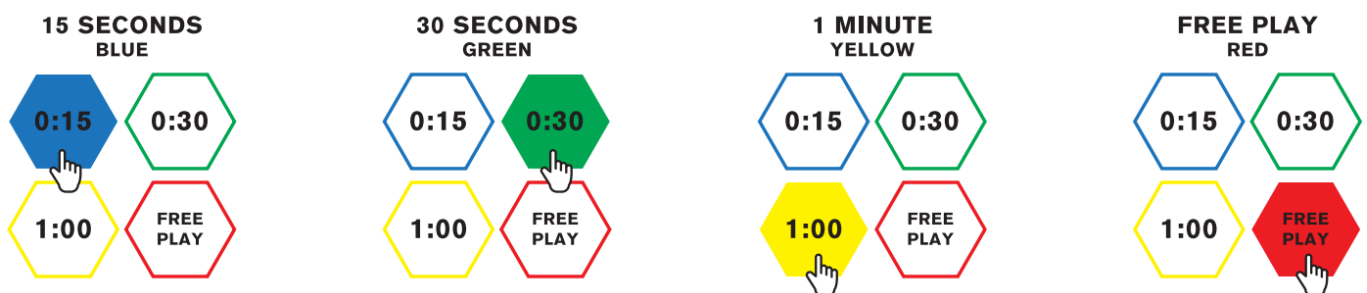 15 SECONDS
BLUE
0:15
0:30
1:00
FREE
PLAY
30 SECONDS
GREEN
0:15
0:30
1:00
FREE
PLAY
1 MINUTE
YELLOW
0:15
0:30
1:00
FREE
PLAY
FREE PLAY
RED
0:15
0:30
1:00
FREE
PLAY